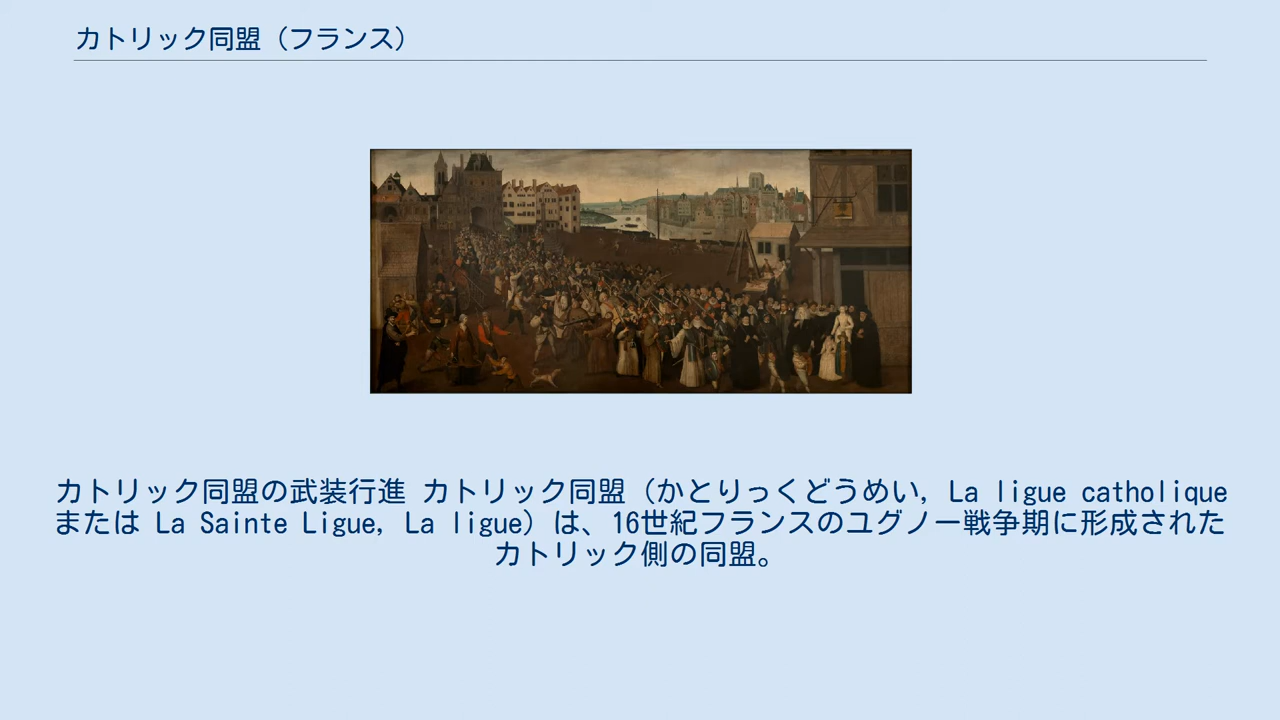 カトリック同盟（フランス）
カトリック同盟の武装行進 カトリック同盟（かとりっくどうめい, La ligue catholique
または La Sainte Ligue, La ligue）は、16世紀フランスのユグノー戦争期に形成された
カトリック側の同盟。